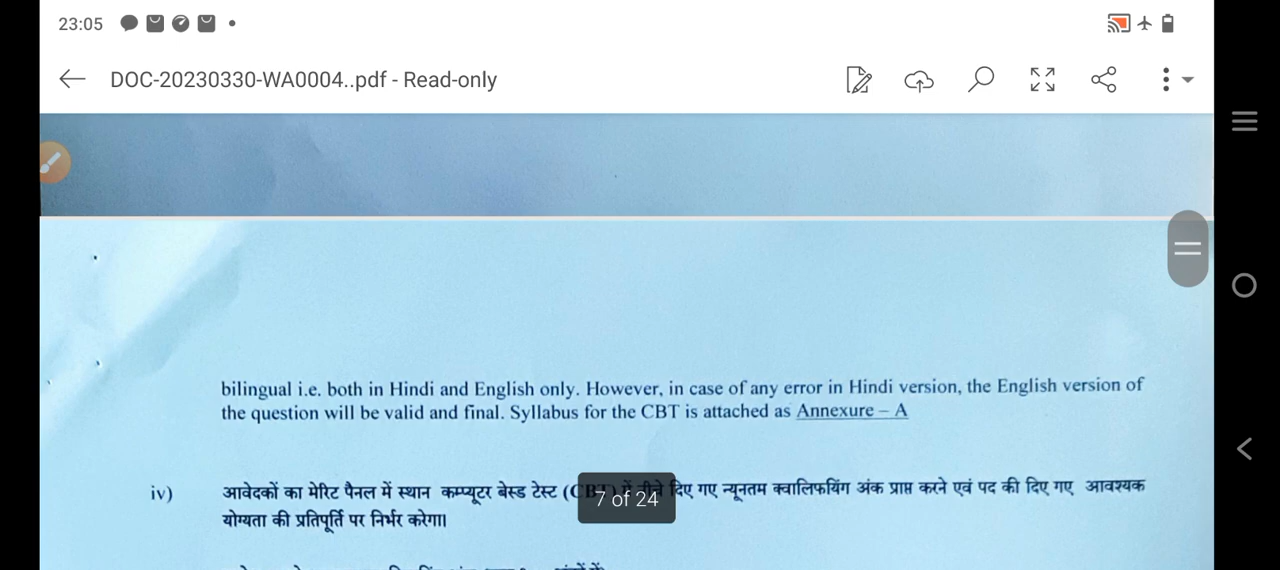 23:05
DOC-20230330-WA0004..pdf - Read-only
bilingual i.e. both in Hindi and English only. However, in case of any error in Hindi version, the English version of
the question will be valid and final. Syllabus for the CBT is attached as Annexure – A
iv) आवेदकों का मेरिट पैनल में स्थान कम्प्यूटर बेस्ड टेस्ट (CBT) में नीचे दिए गए न्यूनतम क्वालिफयिंग अंक प्राप्त करने एवं पद की दिए गए आवश्यक
7 of 24
योग्यता की प्रतिपूर्ति पर निर्भर करेगा।